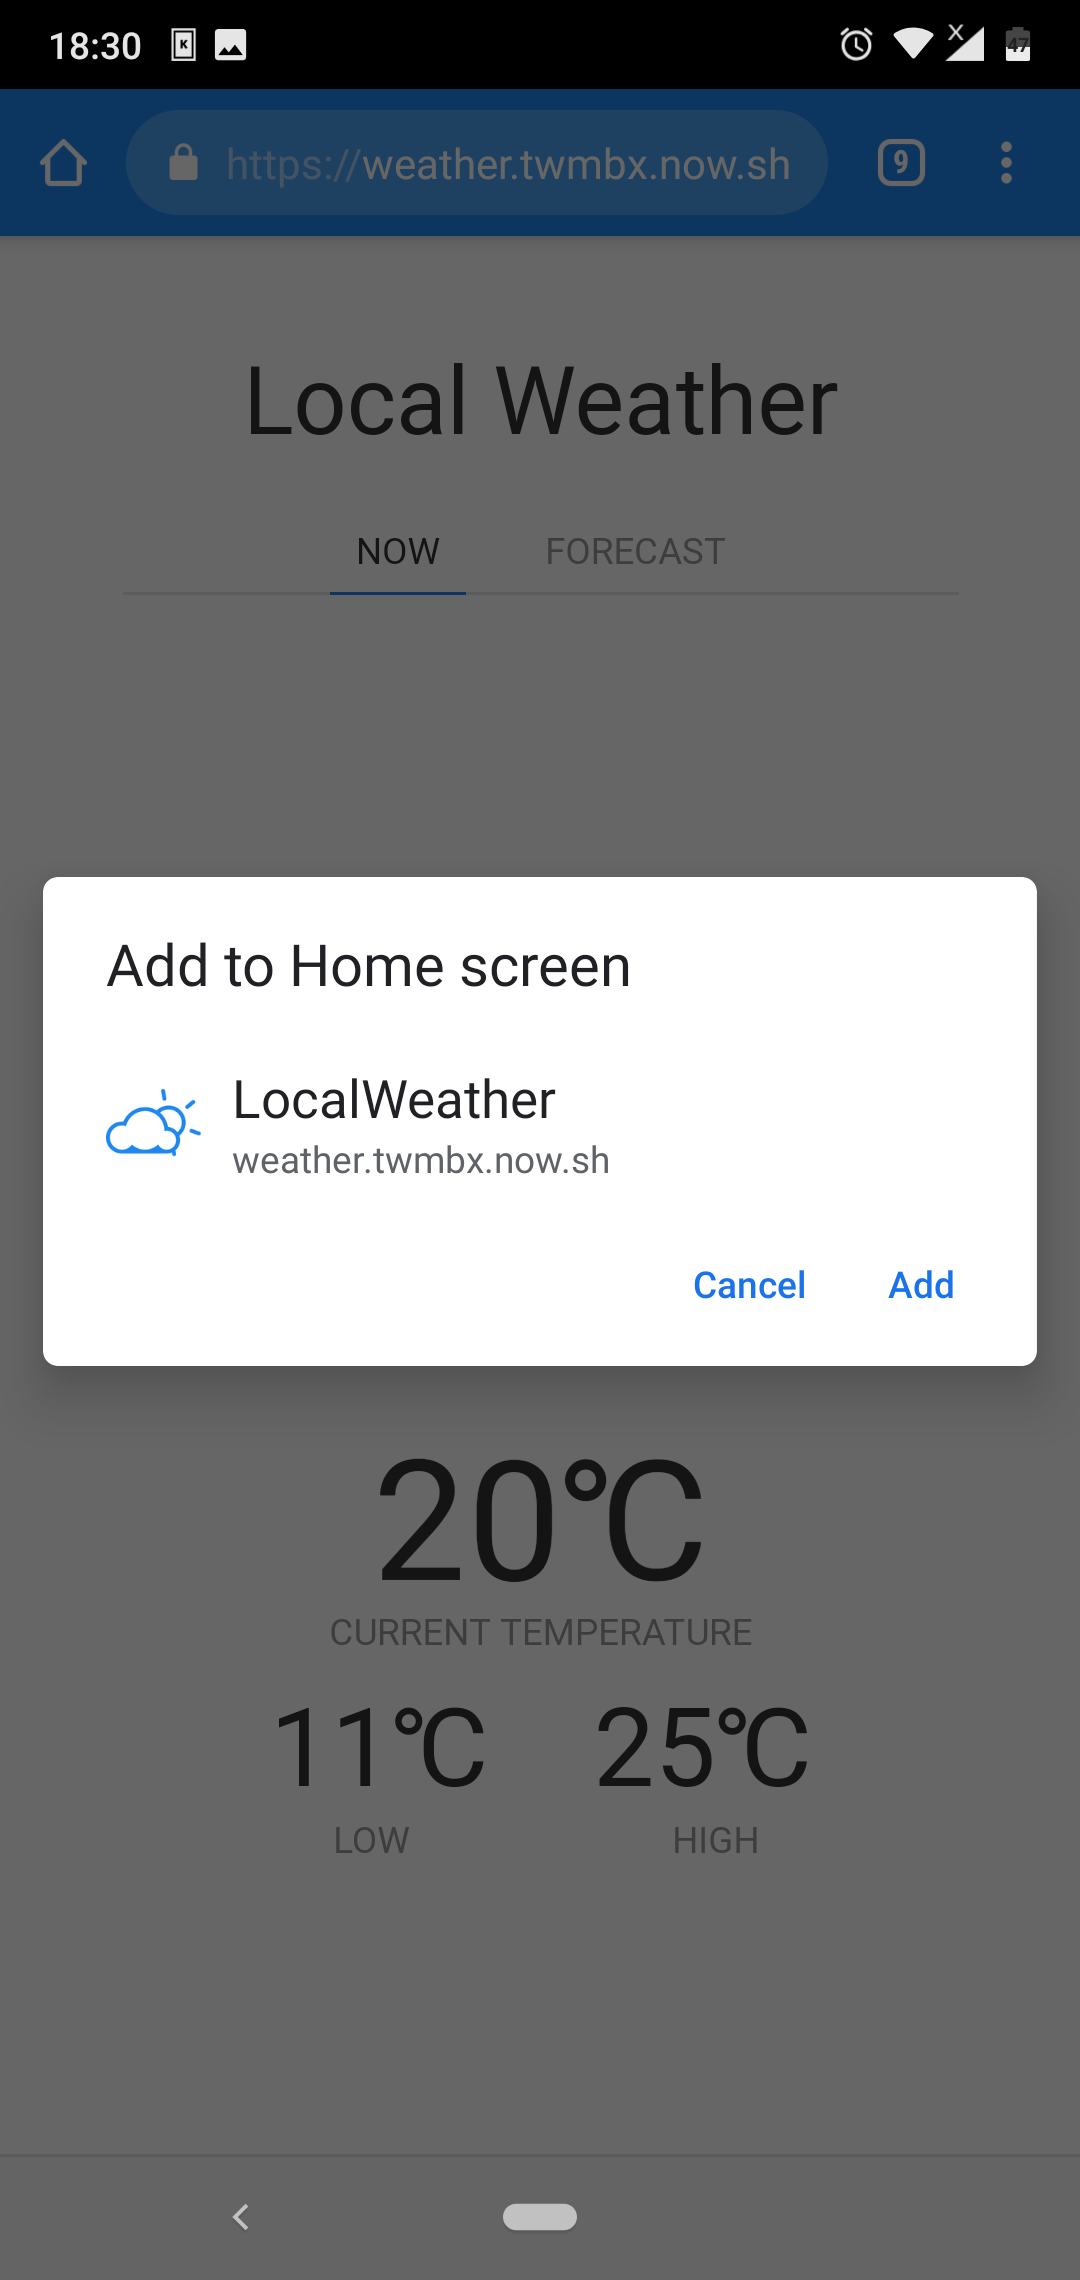 18:30 K 47
https://weather.twmbx.now.sh 9
Local Weather
NOW FORECAST
Add to Home screen
LocalWeather
weather.twmbx.now.sh
Cancel Add
20°C
CURRENT TEMPERATURE
11°C 25°C
LOW HIGH